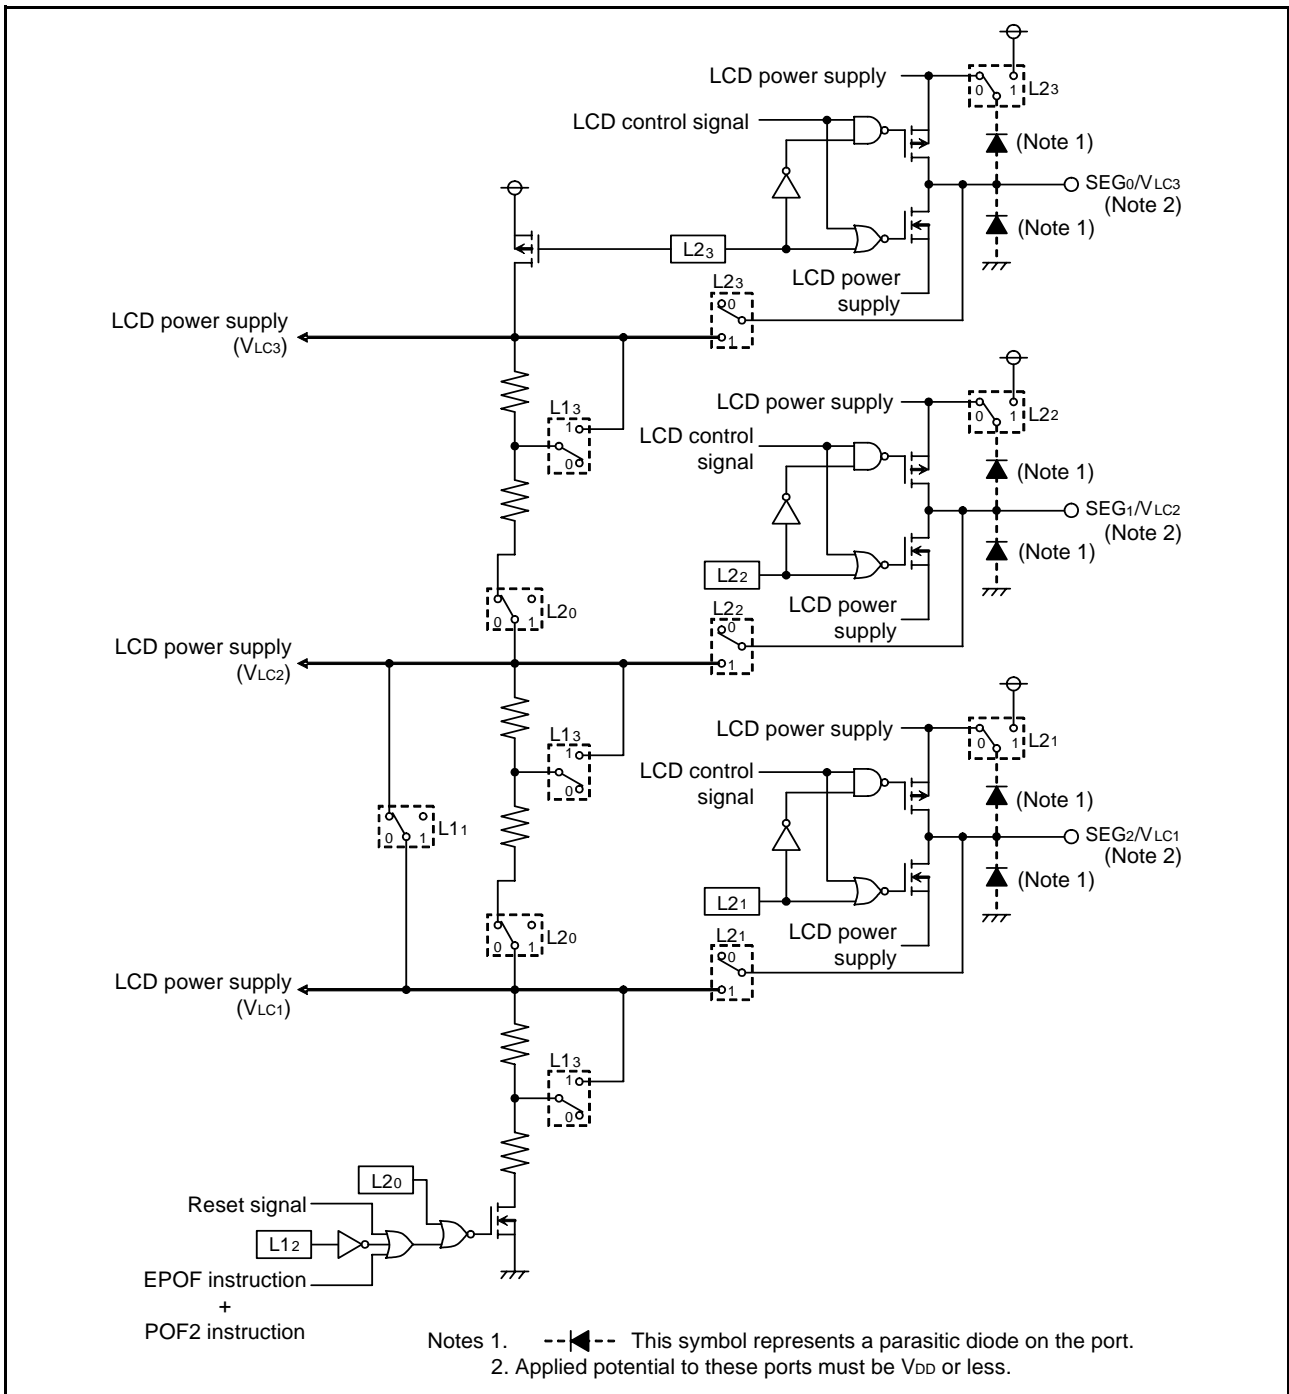 LCD power supply
0 1 L23
LCD control signal
(Note 1)
SEG0/VLC3
(Note 2)
(Note 1)
L23
LCD power
supply
L23
0
1
LCD power supply
(VLC3)
L13
1
0
LCD power supply
0 1 L22
LCD control
signal
(Note 1)
SEG1/VLC2
(Note 2)
(Note 1)
L22
LCD power
supply
L20
0 1
L22
0
1
LCD power supply
(VLC2)
L13
1
0
LCD power supply
0 1 L21
LCD control
signal
(Note 1)
L11
0 1
SEG2/VLC1
(Note 2)
(Note 1)
L21
LCD power
supply
L20
0 1
L21
0
1
LCD power supply
(VLC1)
L13
1
0
L20
Reset signal
L12
EPOF instruction
+
POF2 instruction
Notes 1. This symbol represents a parasitic diode on the port.
2. Applied potential to these ports must be VDD or less.